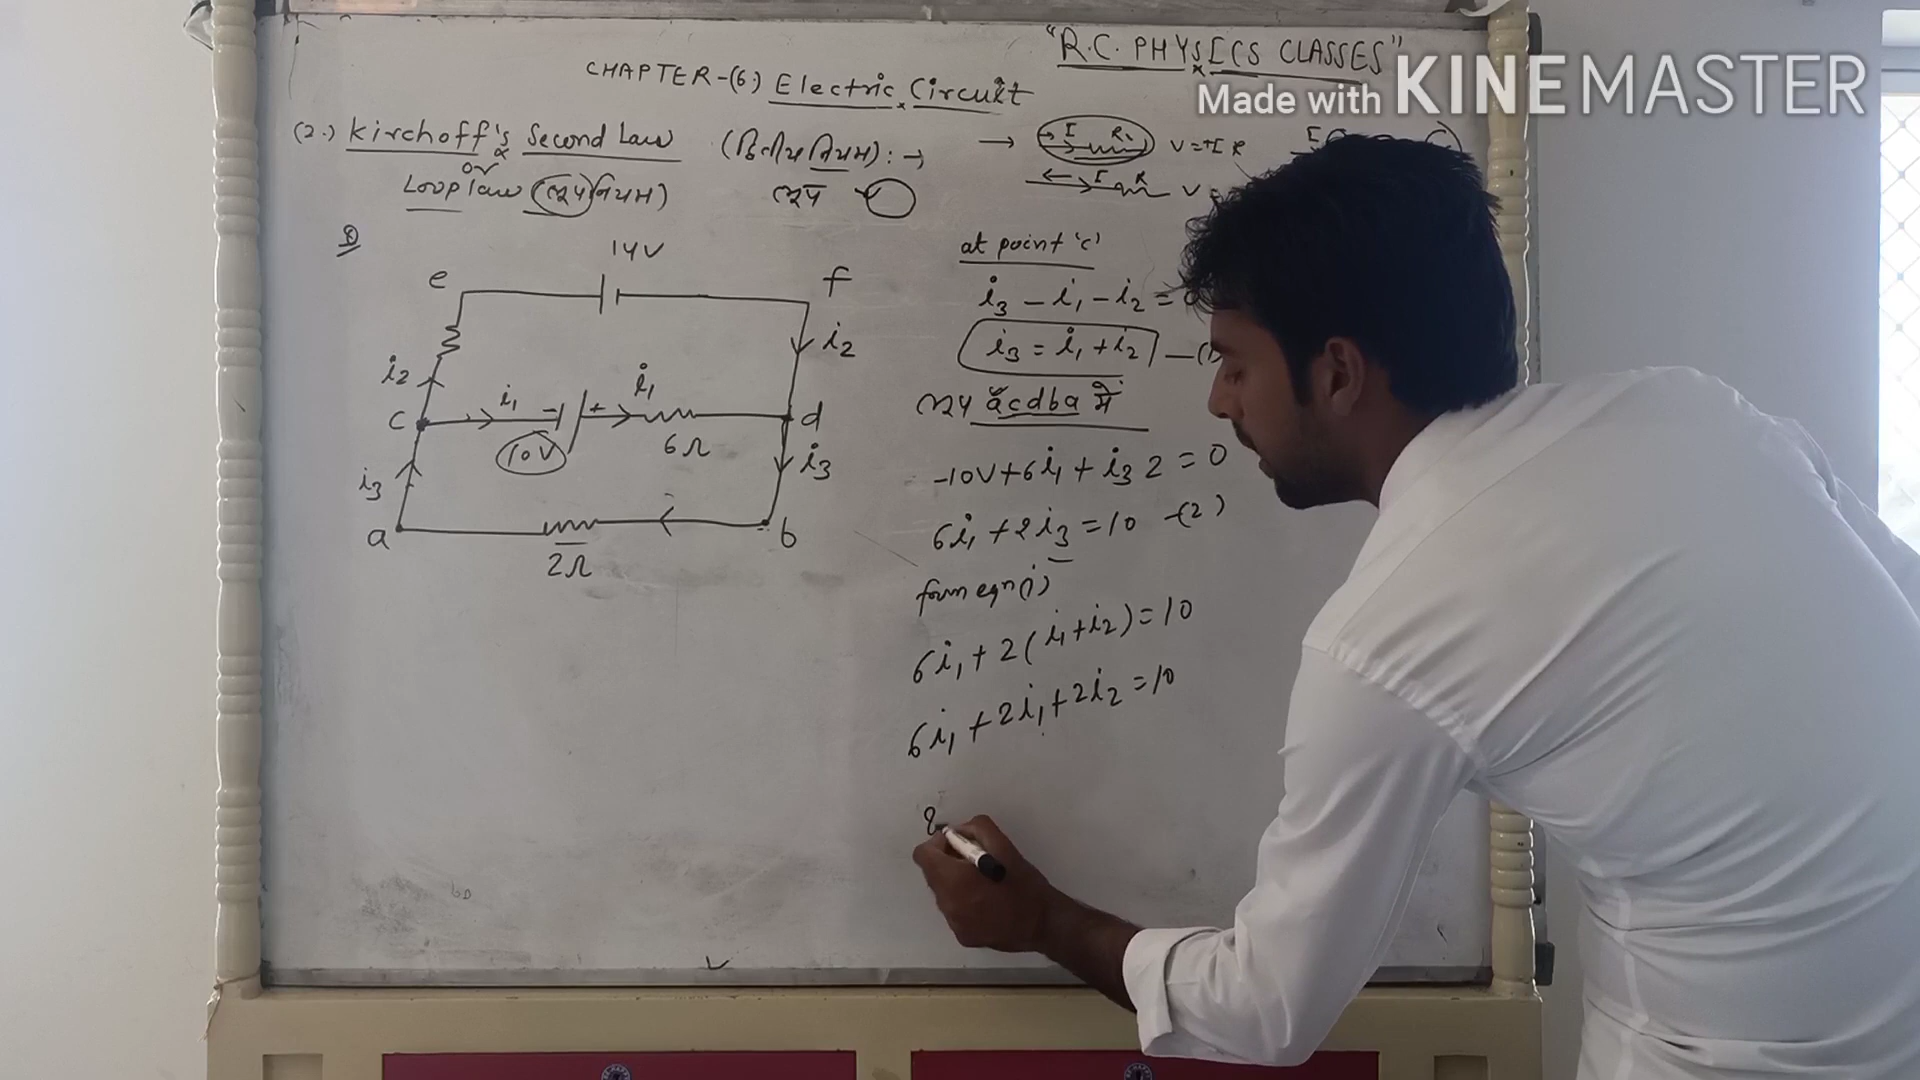 "R.C. PHYSICS CLASSES"
Made with KINEMASTER
CHAPTER-(6.) Electric Circuit
(2.) Kirchoff's Second Law (द्वितीय नियम) : →
or
Loop law (लूप नियम)
लूप
→ I R V=+IR
I
I R V
Q
14V
e
f
i2
i2
c
i1
- +
i1
d
10V
6Ω
i3
i3
a
b
2Ω
at point 'c'
i3 - i1 - i2 =
i3 = i1 + i2 —(1)
लूप acdba में
-10V+6i1 + i3 2 = 0
6i1 + 2i3 = 10 -(2)
form eqn(i)
6i1 + 2(i1+i2) = 10
6i1 + 2i1 + 2i2 = 10
8